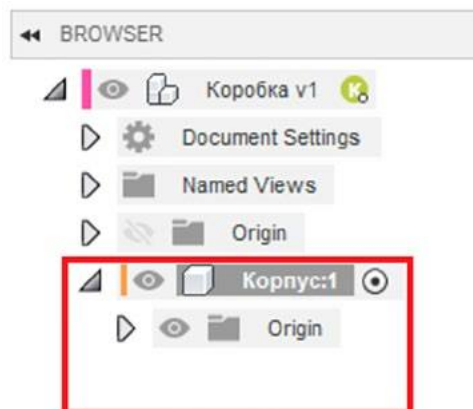 BROWSER
Коробка v1 K
Document Settings
Named Views
Origin
Корпус:1
Origin